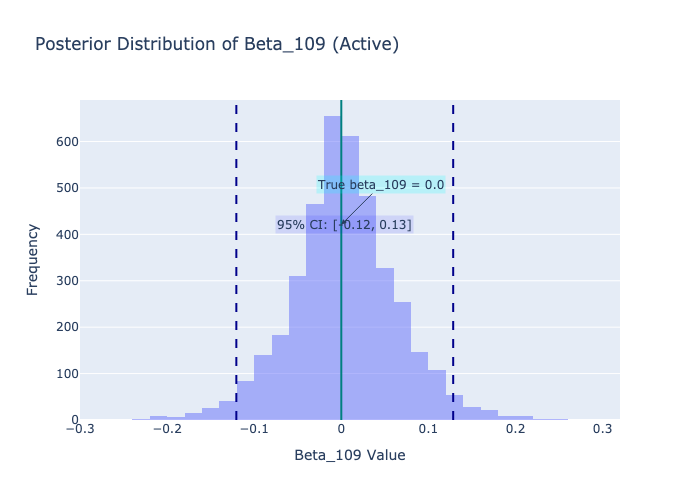 Posterior Distribution of Beta_109 (Active)
Frequency
600
500
400
300
200
100
0
True beta_109 = 0.0
95% CI: [-0.12, 0.13]
−0.3
−0.2
−0.1
0
0.1
0.2
0.3
Beta_109 Value